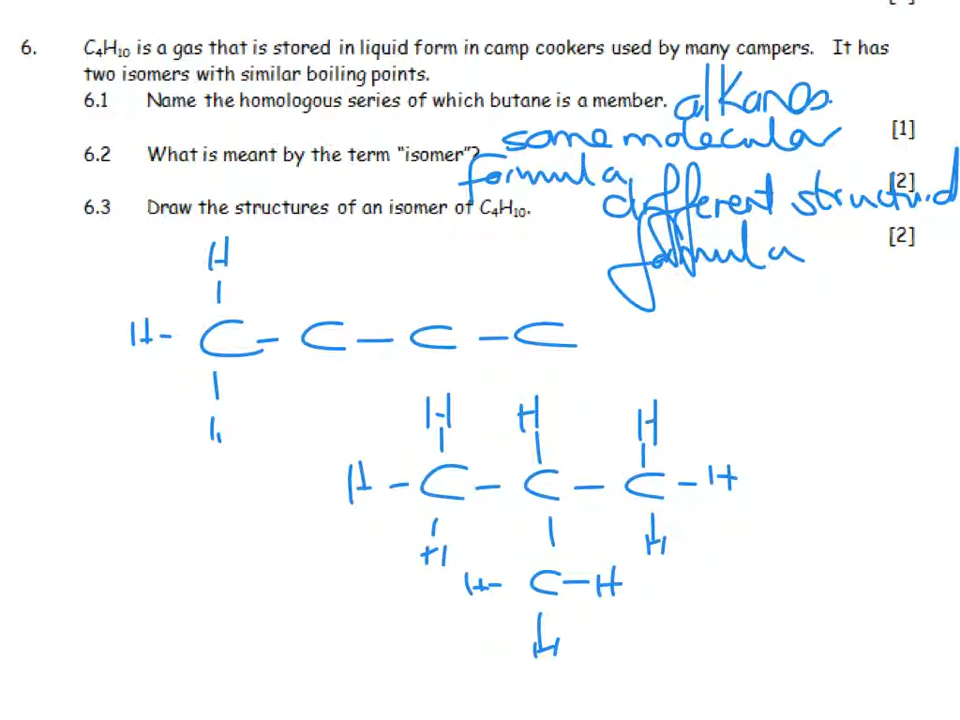 6. C₄H₁₀ is a gas that is stored in liquid form in camp cookers used by many campers. It has
two isomers with similar boiling points.
6.1 Name the homologous series of which butane is a member. alkanes.
[1]
some molecular
6.2 What is meant by the term "isomer"?
formula,
[2]
different structural
6.3 Draw the structures of an isomer of C₄H₁₀.
[2]
formula
H
H - C - C - C - C
H H H
H - C - C - C - H
H H
H - C - H
H